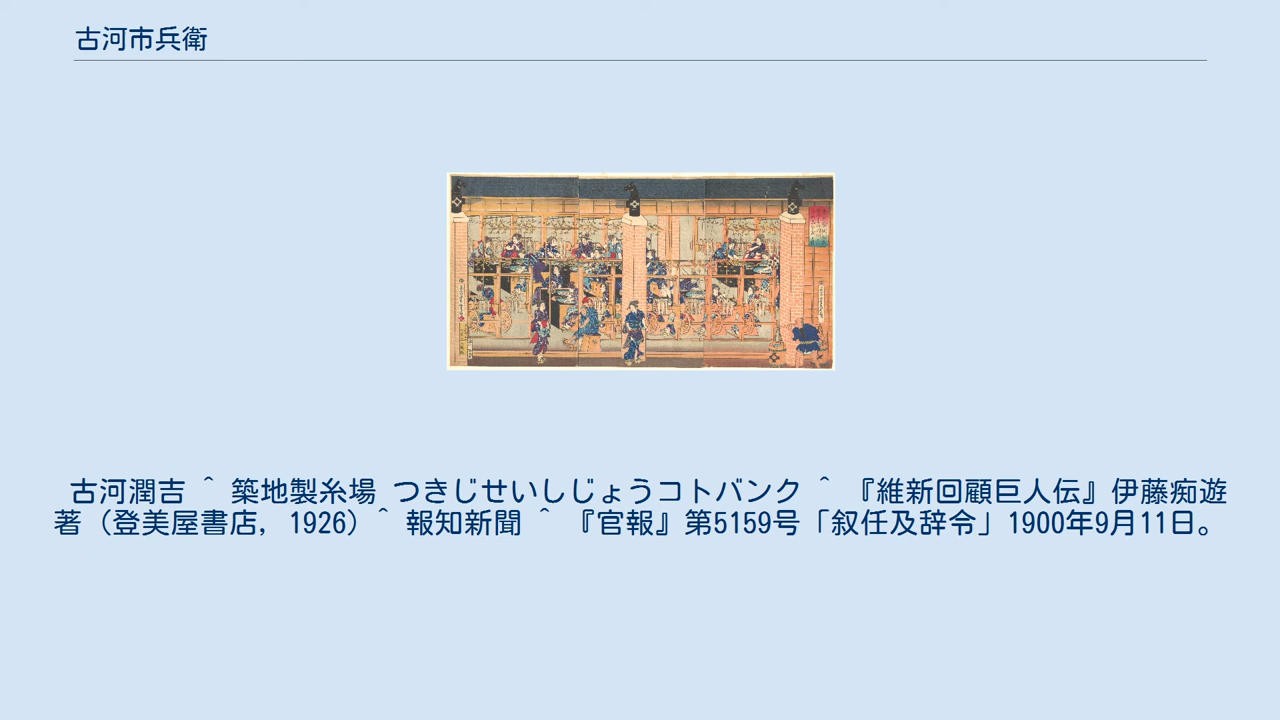 古河市兵衛
古河潤吉 ^ 築地製糸場 つきじせいしじょうコトバンク ^ 『維新回顧巨人伝』伊藤痴遊
著（登美屋書店, 1926）^ 報知新聞 ^ 『官報』第5159号「叙任及辞令」1900年9月11日。